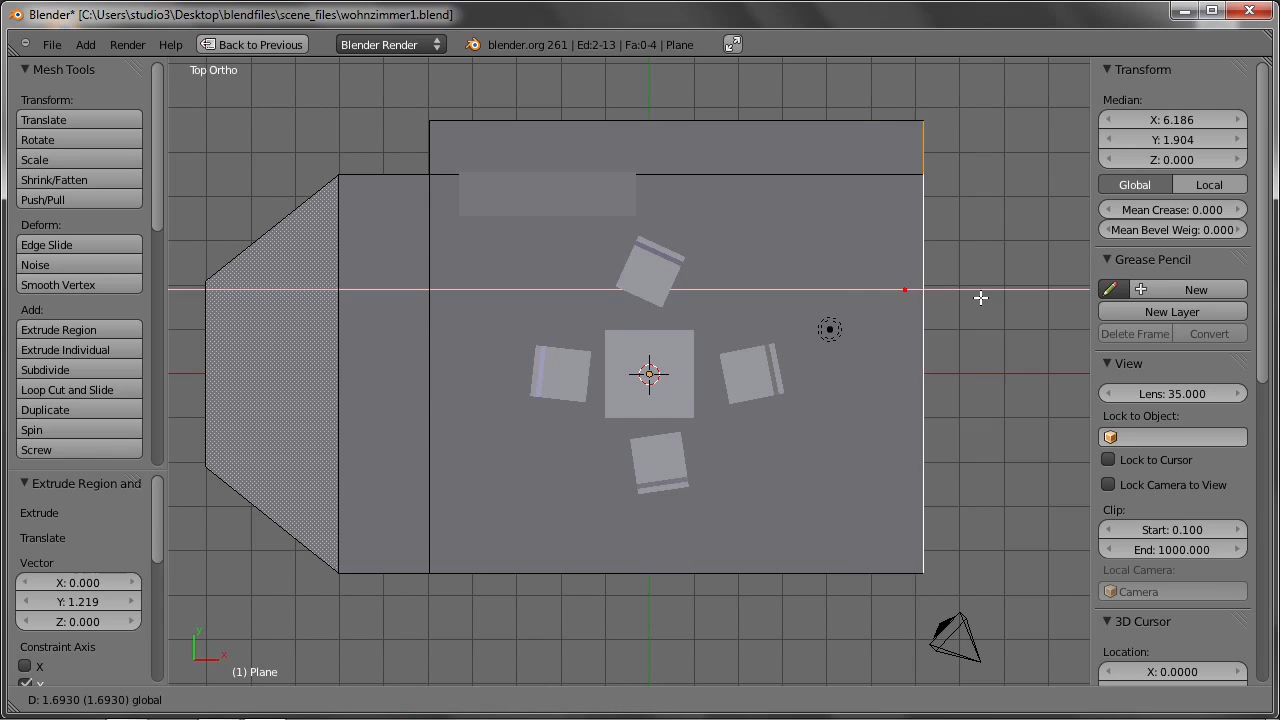 Blender* [C:\Users\studio3\Desktop\blendfiles\scene_files\wohnzimmer1.blend]
File Add Render Help Back to Previous Blender Render blender.org 261 | Ed:2-13 | Fa:0-4 | Plane
Mesh Tools
Transform:
Translate
Rotate
Scale
Shrink/Fatten
Push/Pull
Deform:
Edge Slide
Noise
Smooth Vertex
Add:
Extrude Region
Extrude Individual
Subdivide
Loop Cut and Slide
Duplicate
Spin
Screw
Extrude Region and
Extrude
Translate
Vector
X: 0.000
Y: 1.219
Z: 0.000
Constraint Axis
X
Y
Top Ortho
y
x
(1) Plane
Transform
Median:
X: 6.186
Y: 1.904
Z: 0.000
Global Local
Mean Crease: 0.000
Mean Bevel Weig: 0.000
Grease Pencil
New
New Layer
Delete Frame Convert
View
Lens: 35.000
Lock to Object:
Lock to Cursor
Lock Camera to View
Clip:
Start: 0.100
End: 1000.000
Local Camera:
Camera
3D Cursor
Location:
X: 0.0000
D: 1.6930 (1.6930) global